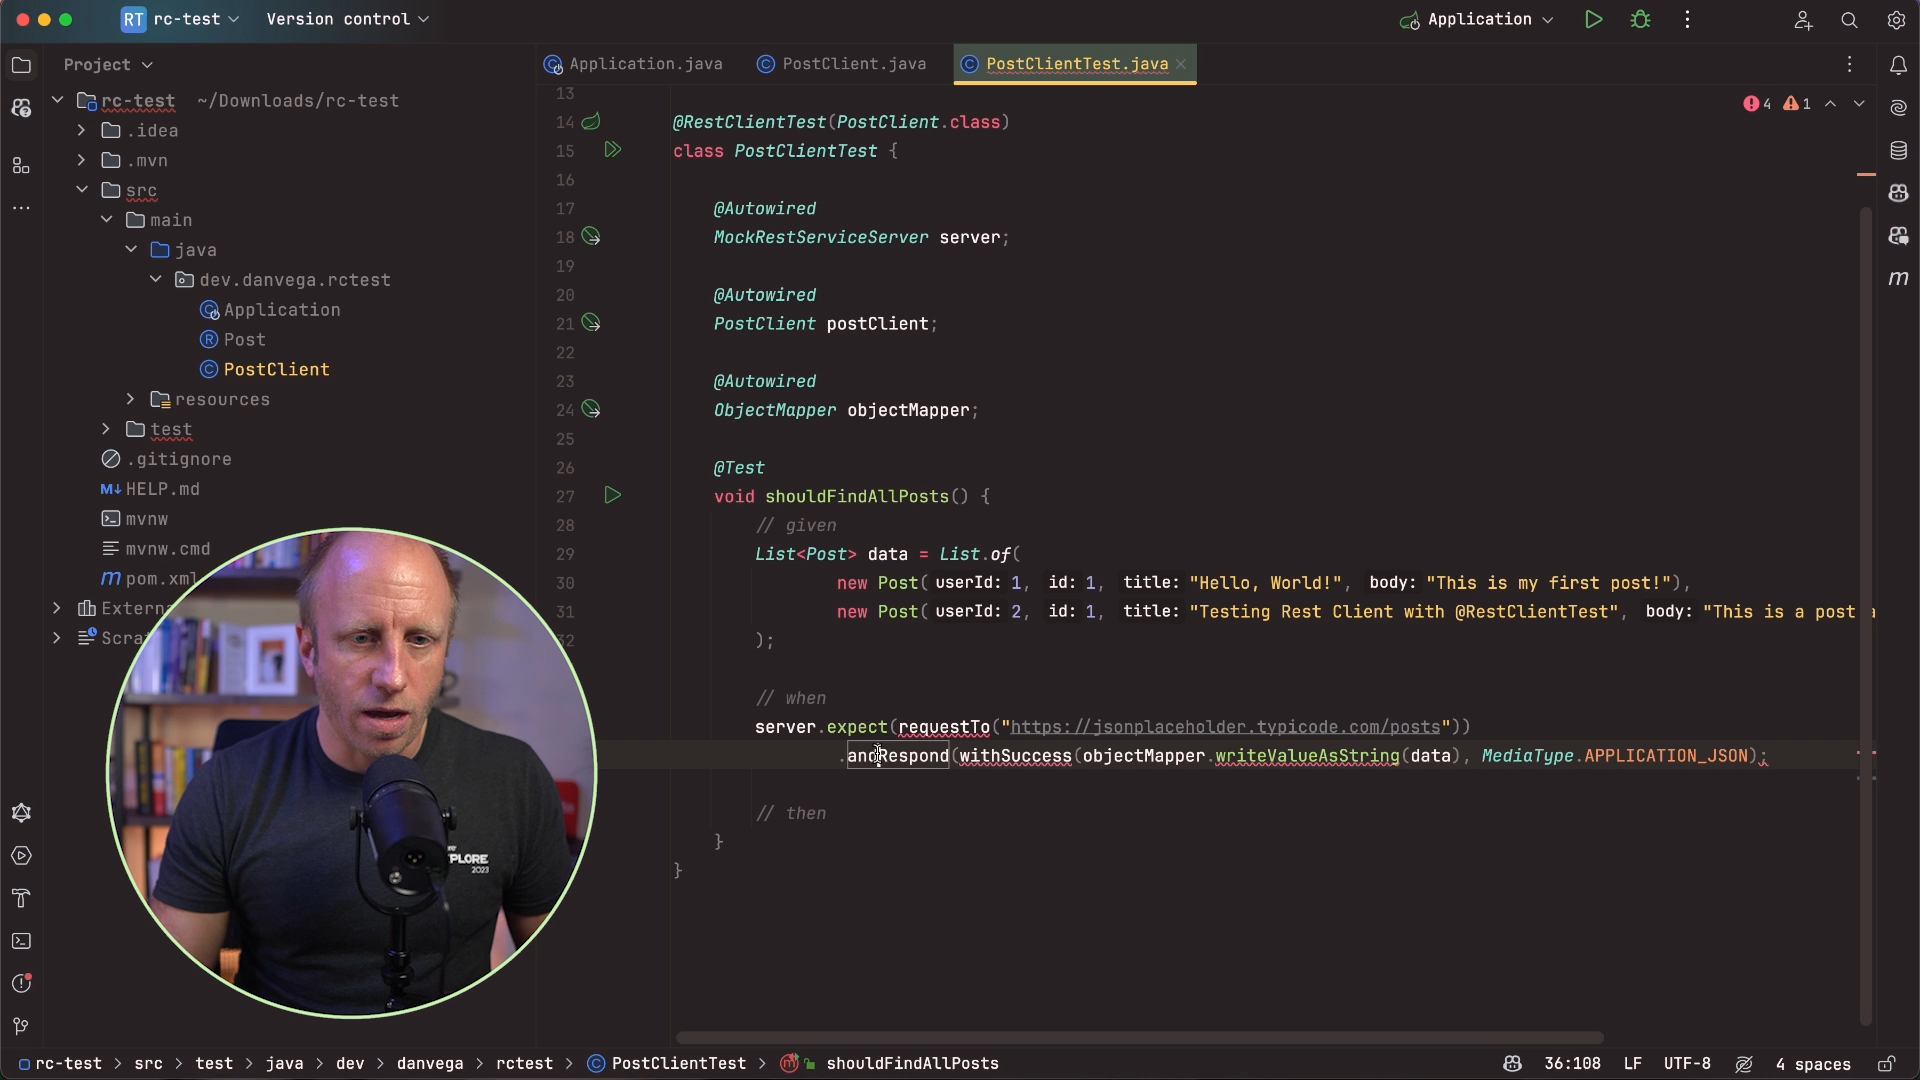 RT rc-test Version control Application
Project
Application.java PostClient.java PostClientTest.java
rc-test ~/Downloads/rc-test
.idea
.mvn
src
main
java
dev.danvega.rctest
Application
Post
PostClient
resources
test
.gitignore
HELP.md
mvnw
mvnw.cmd
pom.xml
4 1
13
14 @RestClientTest(PostClient.class)
15 class PostClientTest {
16
17 @Autowired
18 MockRestServiceServer server;
19
20 @Autowired
21 PostClient postClient;
22
23 @Autowired
24 ObjectMapper objectMapper;
25
26 @Test
27 void shouldFindAllPosts() {
28 // given
29 List<Post> data = List.of(
30 new Post( userId: 1, id: 1, title: "Hello, World!", body: "This is my first post!"),
31 new Post( userId: 2, id: 1, title: "Testing Rest Client with @RestClientTest", body: "This is a post a
32 );
// when
server.expect(requestTo("https://jsonplaceholder.typicode.com/posts"))
.andRespond(withSuccess(objectMapper.writeValueAsString(data), MediaType.APPLICATION_JSON);
// then
}
}
PLORE
2023
rc-test > src > test > java > dev > danvega > rctest > PostClientTest > shouldFindAllPosts 36:108 LF UTF-8 4 spaces